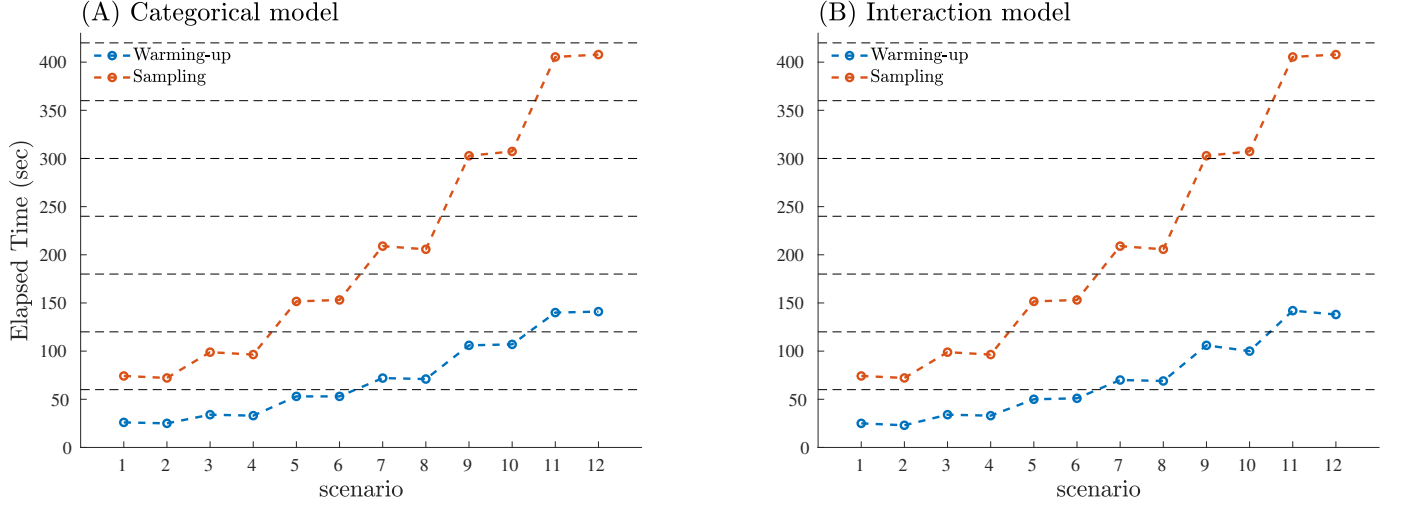 (A) Categorical model
Warming-up
Sampling
400
350
300
250
200
150
100
50
0
Elapsed Time (sec)
1 2 3 4 5 6 7 8 9 10 11 12
scenario
(B) Interaction model
Warming-up
Sampling
400
350
300
250
200
150
100
50
0
1 2 3 4 5 6 7 8 9 10 11 12
scenario